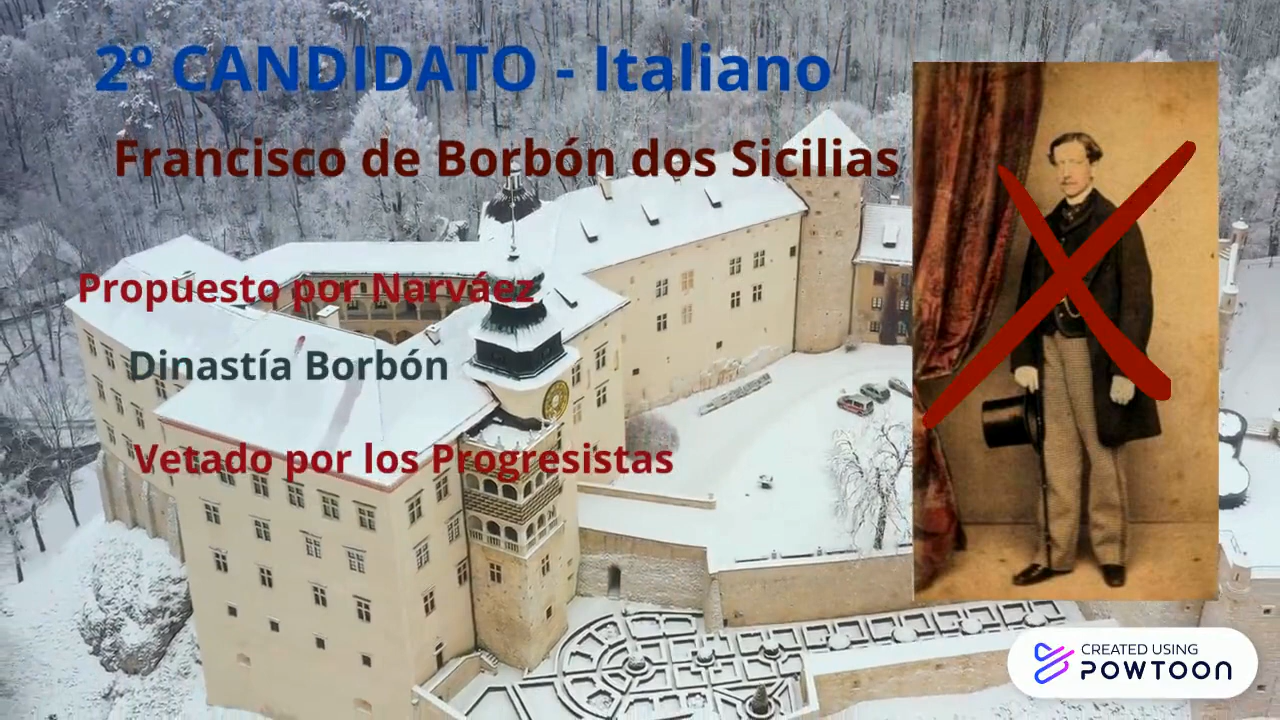 2º CANDIDATO - Italiano
Francisco de Borbón dos Sicilias
Propuesto por Narváez
Dinastía Borbón
Vetado por los Progresistas
CREATED USING
POWTOON